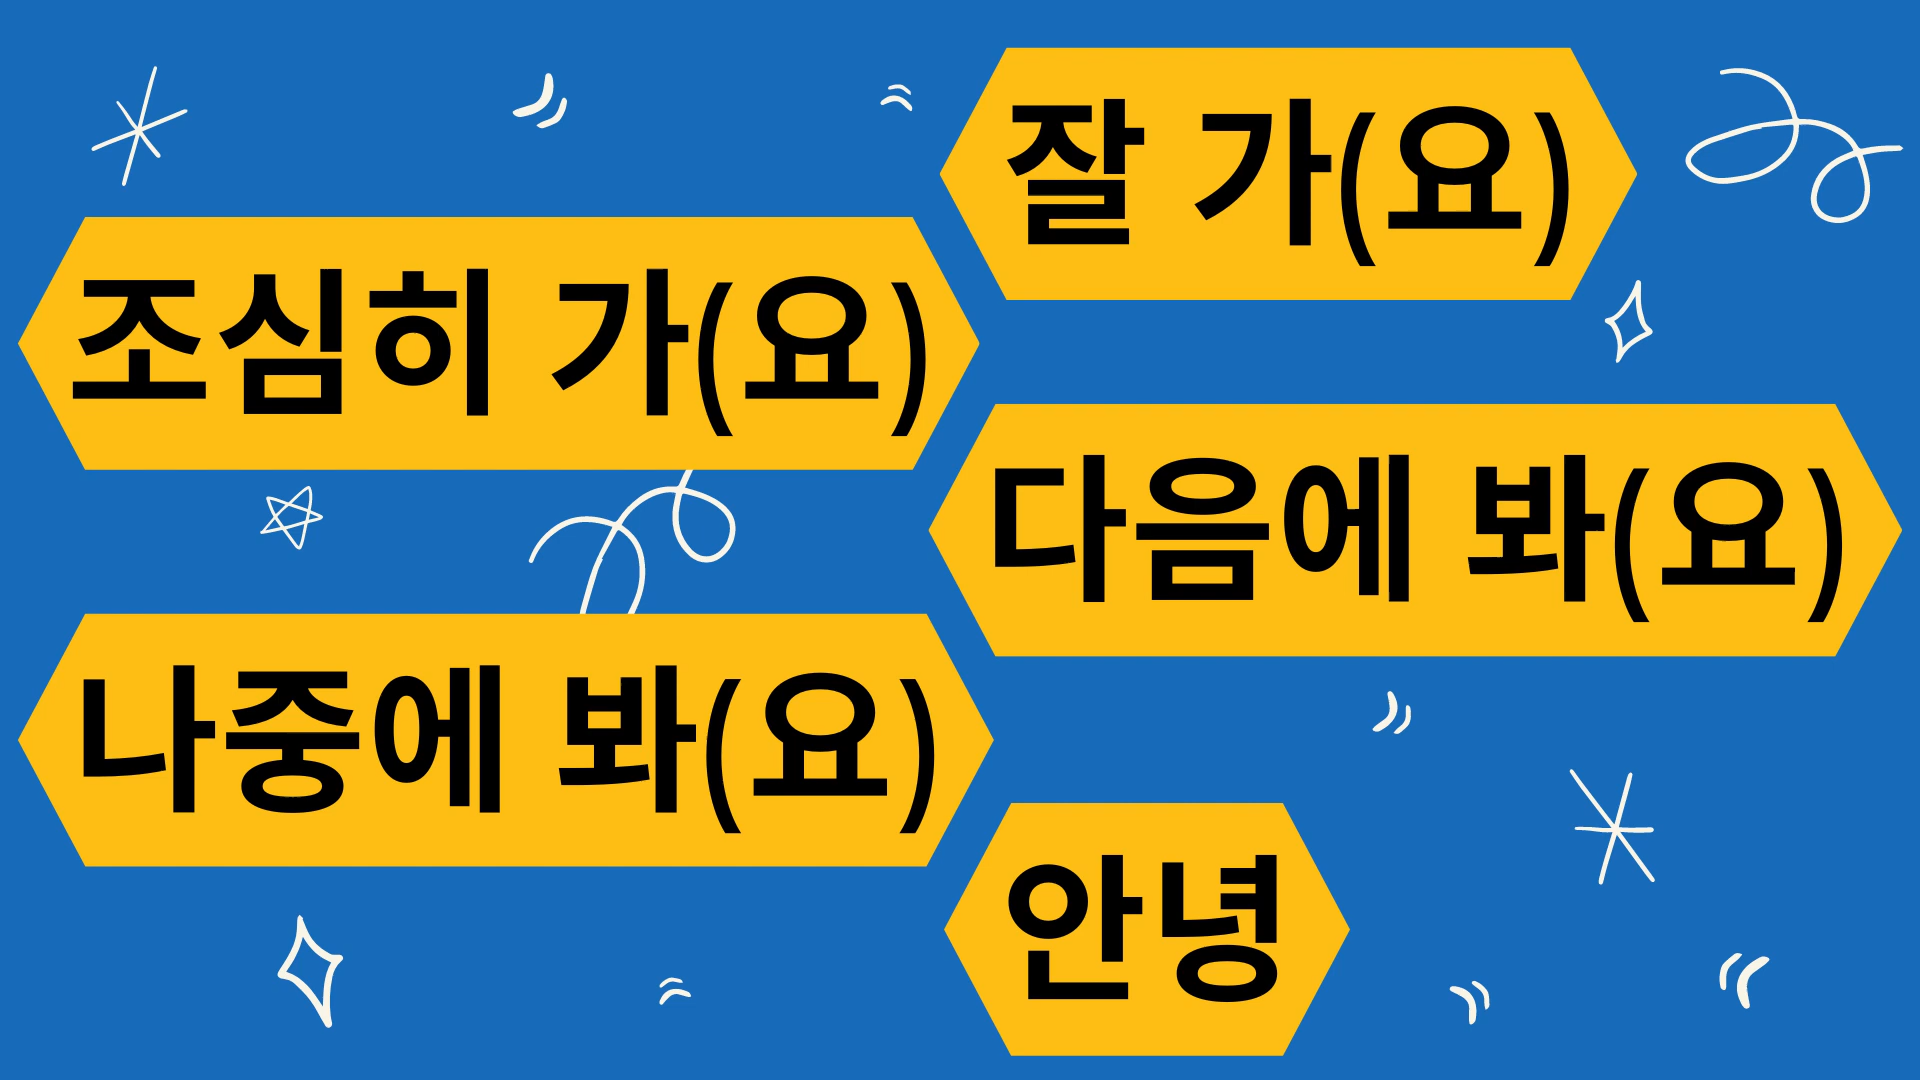 잘 가(요)
조심히 가(요)
다음에 봐(요)
나중에 봐(요)
안녕